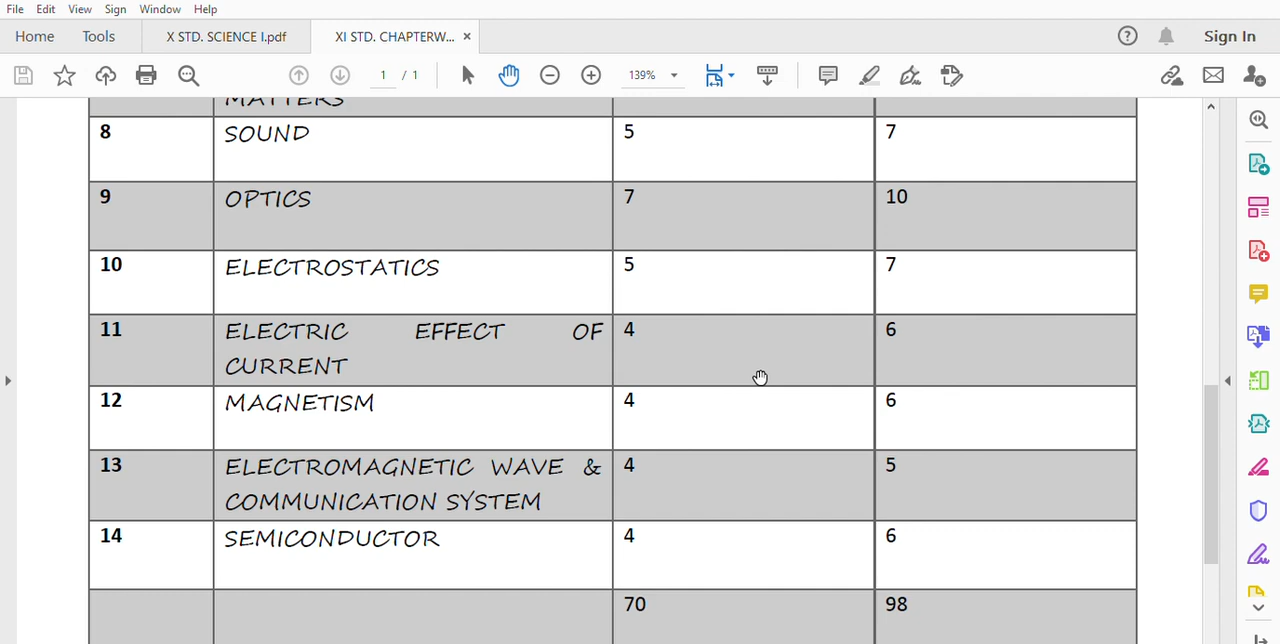 File Edit View Sign Window Help
Home Tools X STD. SCIENCE I.pdf XI STD. CHAPTERW... × Sign In
1 / 1 139%
MATTERS
8 SOUND 5 7
9 OPTICS 7 10
10 ELECTROSTATICS 5 7
11 ELECTRIC EFFECT OF 4 6
CURRENT
12 MAGNETISM 4 6
13 ELECTROMAGNETIC WAVE & 4 5
COMMUNICATION SYSTEM
14 SEMICONDUCTOR 4 6
70 98